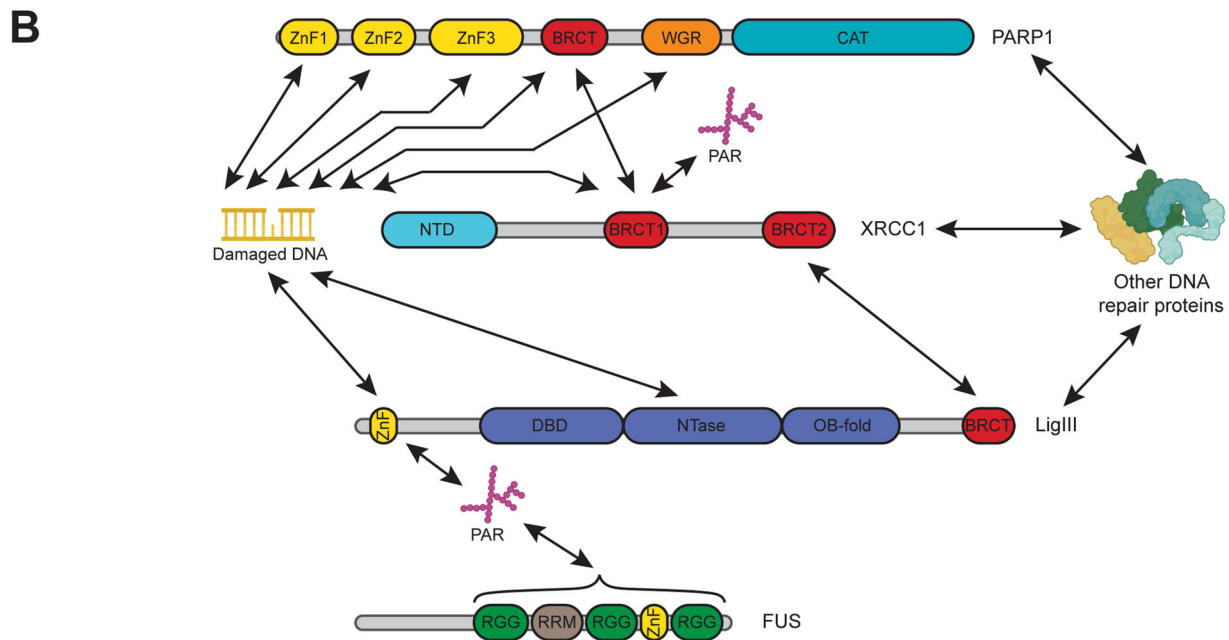 B
ZnF1 ZnF2 ZnF3 BRCT WGR CAT PARP1
PAR
NTD BRCT1 BRCT2 XRCC1
Damaged DNA
Other DNA
repair proteins
ZnF DBD NTase OB-fold BRCT LigIII
PAR
RGG RRM RGG ZnF RGG FUS